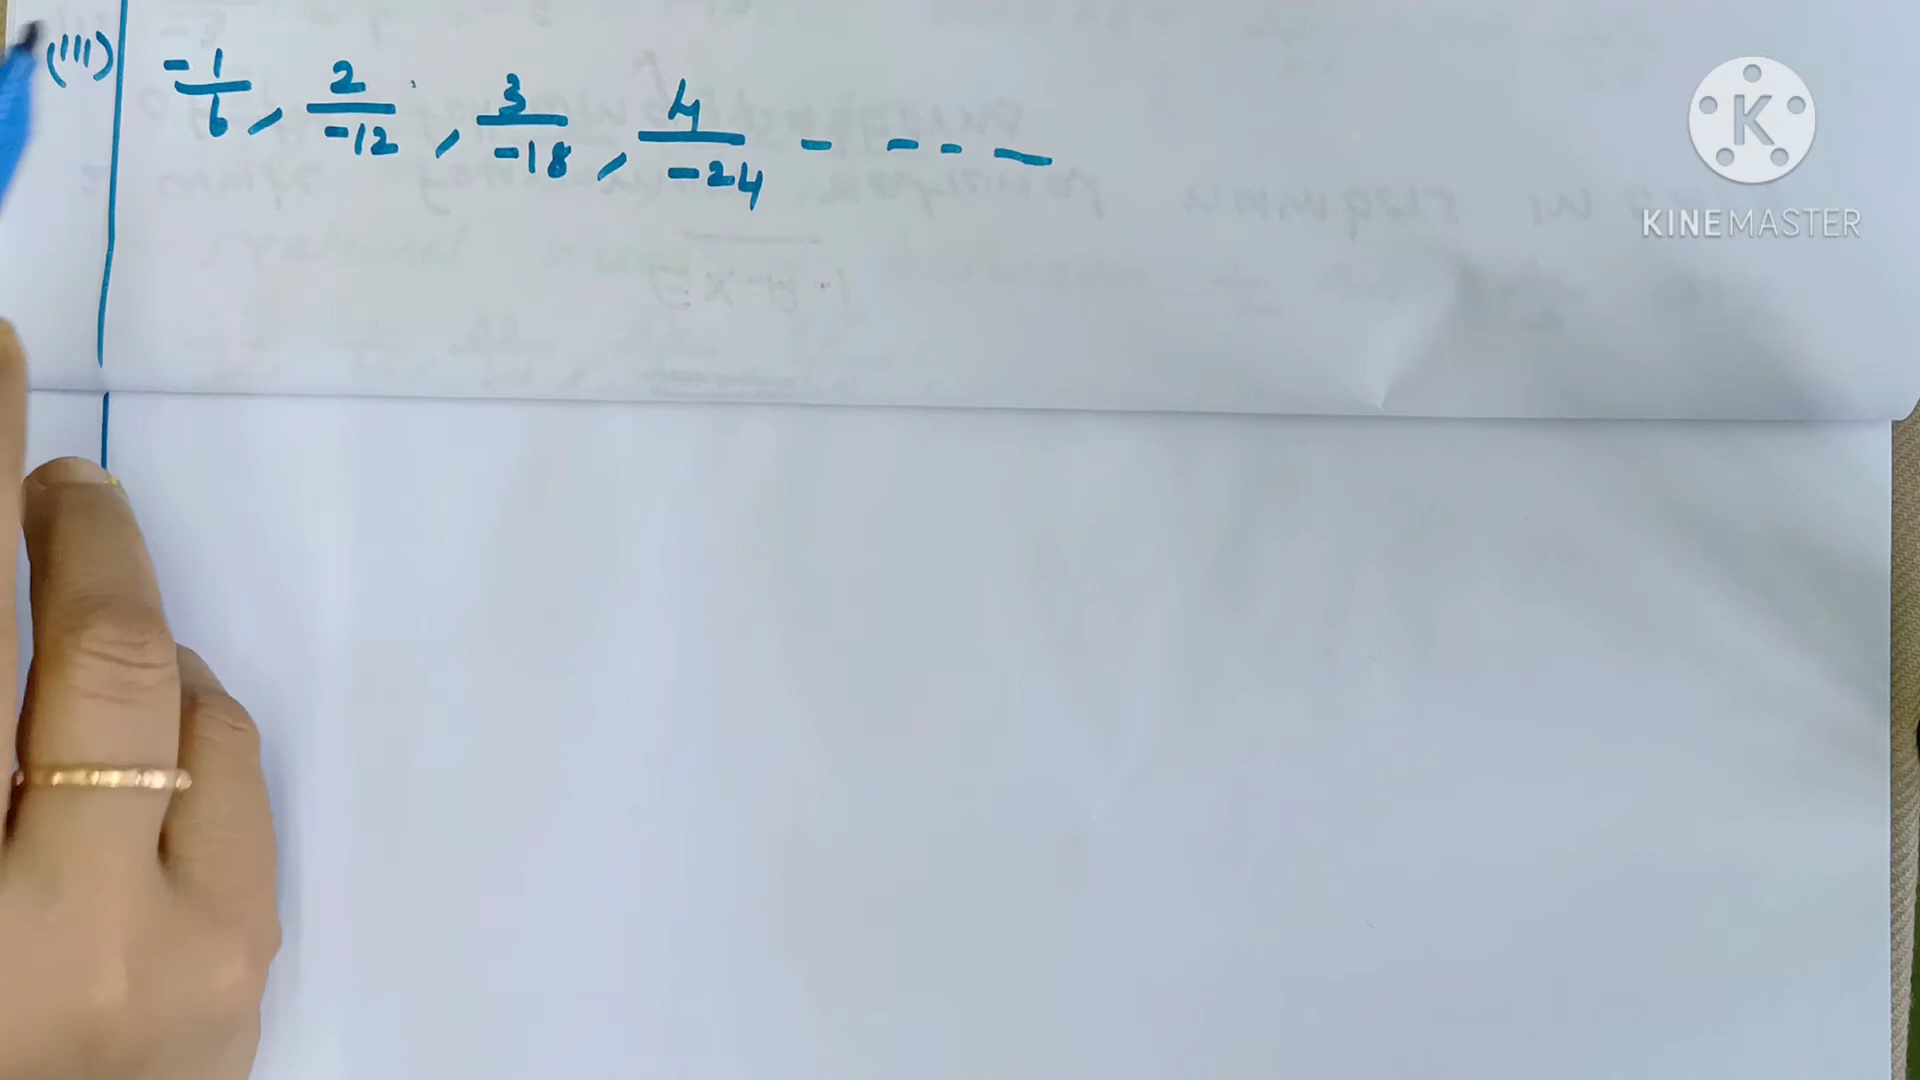 (iii) -1/6, 2/-12, 3/-18, 4/-24 - - - -
K
KINEMASTER